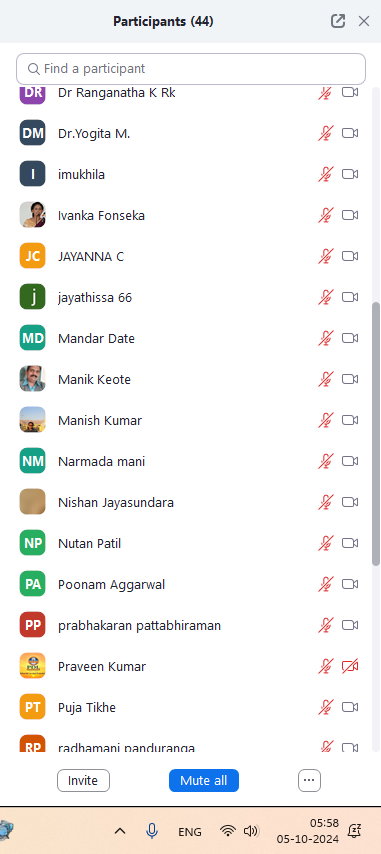 Participants (44)
Find a participant
DR Dr Ranganatha K Rk
DM Dr.Yogita M.
I imukhila
Ivanka Fonseka
JC JAYANNA C
j jayathissa 66
MD Mandar Date
Manik Keote
Manish Kumar
NM Narmada mani
Nishan Jayasundara
NP Nutan Patil
PA Poonam Aggarwal
PP prabhakaran pattabhiraman
Praveen Kumar
PT Puja Tikhe
RP radhamani panduranga
Invite Mute all ...
ENG 05:58
05-10-2024